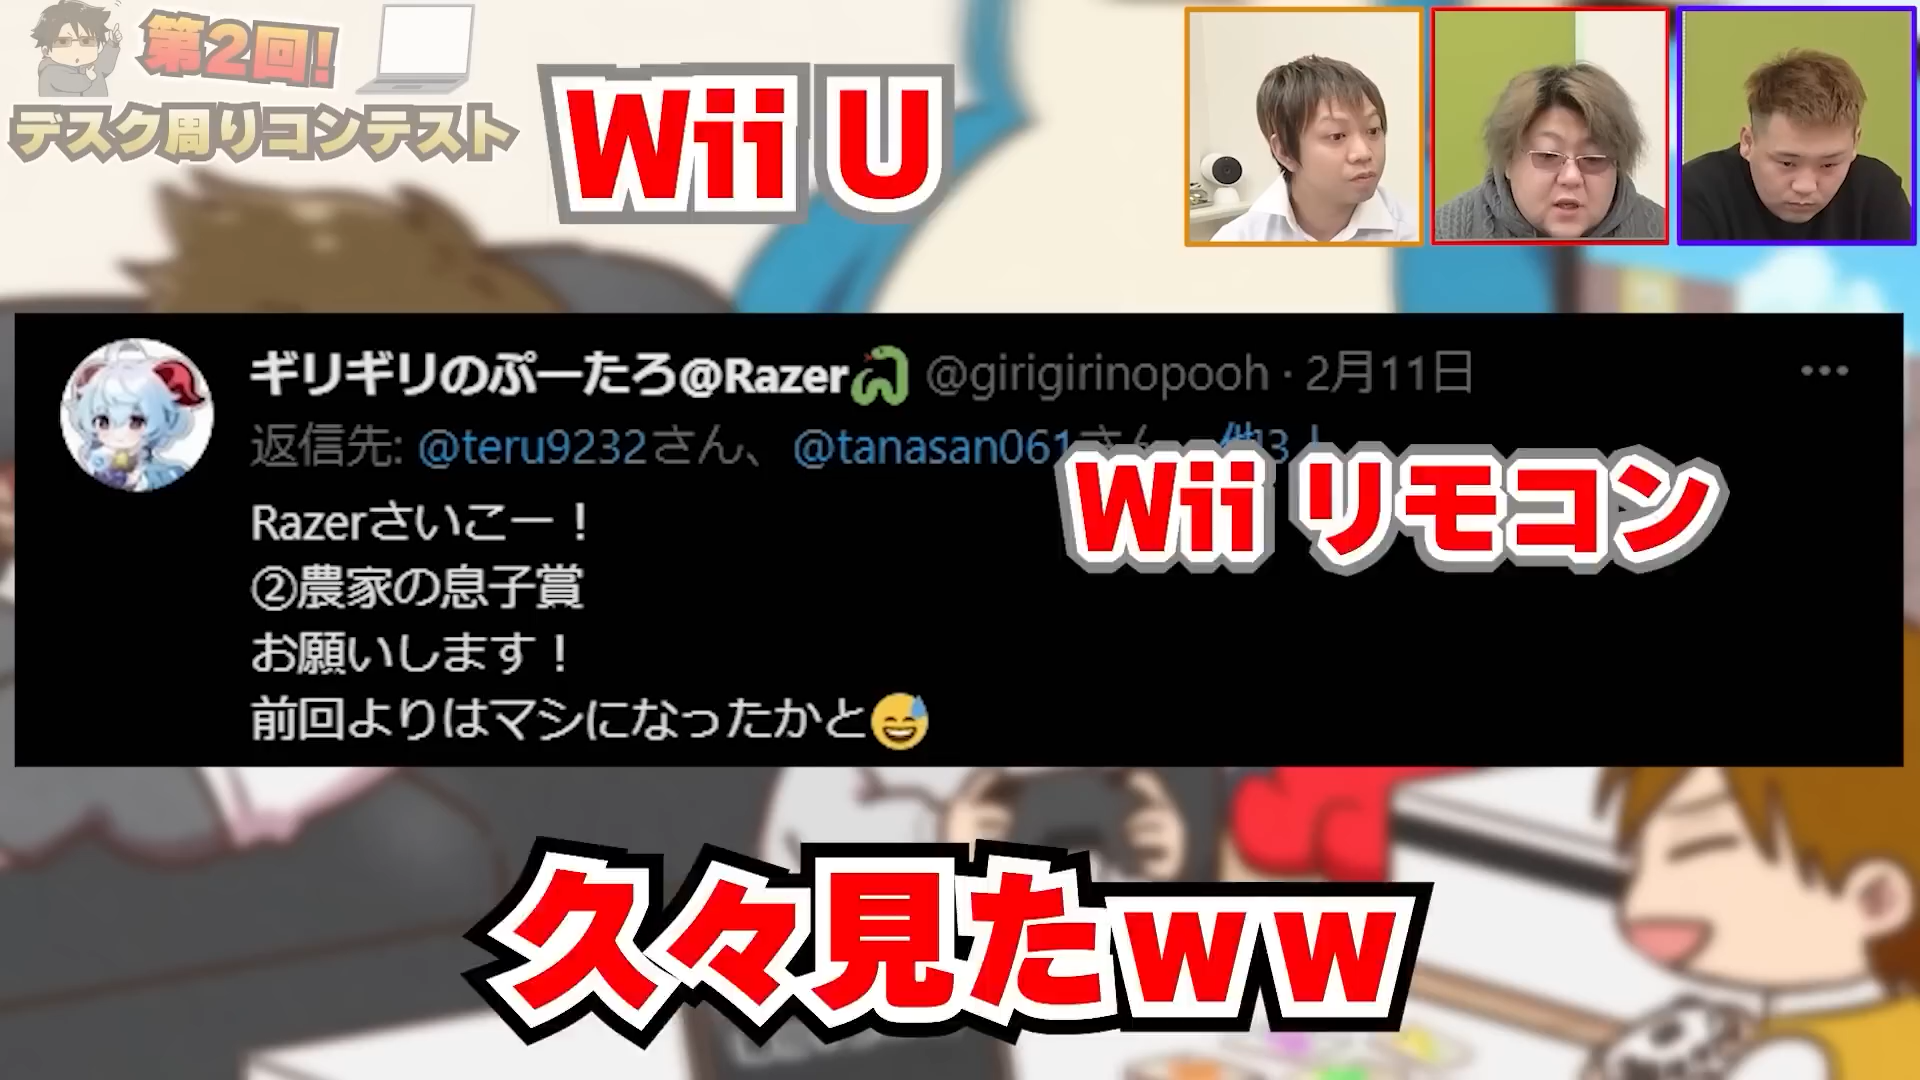 第2回!
デスク周りコンテスト
Wii U
ギリギリのぷーたろ@Razer @girigirinopooh · 2月11日
返信先: @teru9232さん、 @tanasan061さん、 他3人
Wii リモコン
Razerさいこー！
②農家の息子賞
お願いします！
前回よりはマシになったかと😅
久々見たww